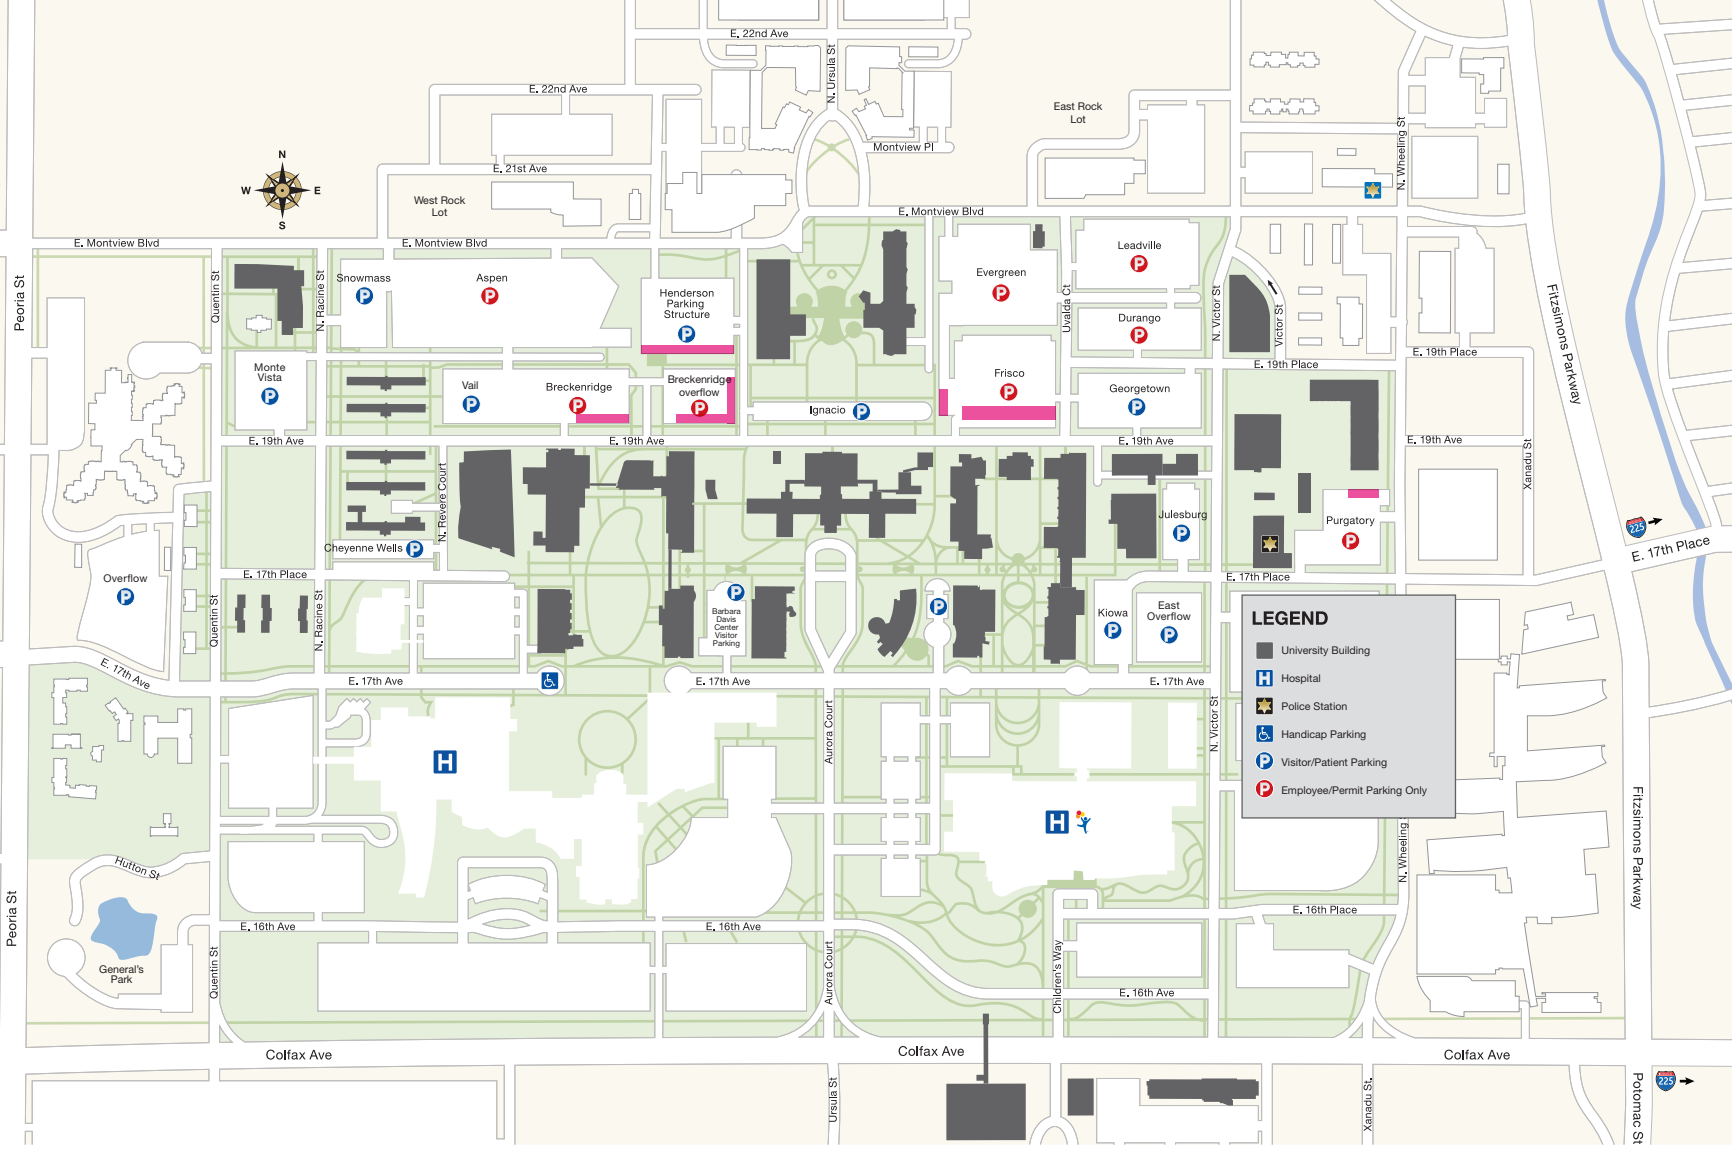 E. 22nd Ave
N. Ursula St
E. 22nd Ave
East Rock
Lot
N. Wheeling St
Montview Pl
N
W E
S
E. 21st Ave
West Rock
Lot
E. Montview Blvd
E. Montview Blvd
E. Montview Blvd
Peoria St
Quentin St
N. Racine St
Snowmass
P
Aspen
P
Henderson
Parking
Structure
P
Evergreen
P
Leadville
P
Uvalda Ct
Durango
P
N. Victor St
Victor St
Fitzsimons Parkway
E. 19th Place
E. 19th Place
Monte
Vista
P
Vail
P
Breckenridge
P
Breckenridge
overflow
P
Ignacio
P
Frisco
P
Georgetown
P
E. 19th Ave
E. 19th Ave
E. 19th Ave
E. 19th Ave
Xanadu St
N. Revere Court
Cheyenne Wells
P
Julesburg
P
Purgatory
P
225
E. 17th Place
E. 17th Place
E. 17th Place
Overflow
P
Quentin St
N. Racine St
P
Barbara
Davis
Center
Visitor
Parking
P
Kiowa
P
East
Overflow
P
LEGEND
University Building
H Hospital
Police Station
Handicap Parking
P Visitor/Patient Parking
P Employee/Permit Parking Only
E. 17th Ave
E. 17th Ave
E. 17th Ave
E. 17th Ave
Aurora Court
N. Victor St
H
H
Fitzsimons Parkway
N. Wheeling
Hutton St
Peoria St
E. 16th Ave
E. 16th Ave
E. 16th Place
General's
Park
Quentin St
Aurora Court
Children's Way
E. 16th Ave
Colfax Ave
Colfax Ave
Colfax Ave
Ursula St
Xanadu St.
Potomac St
225